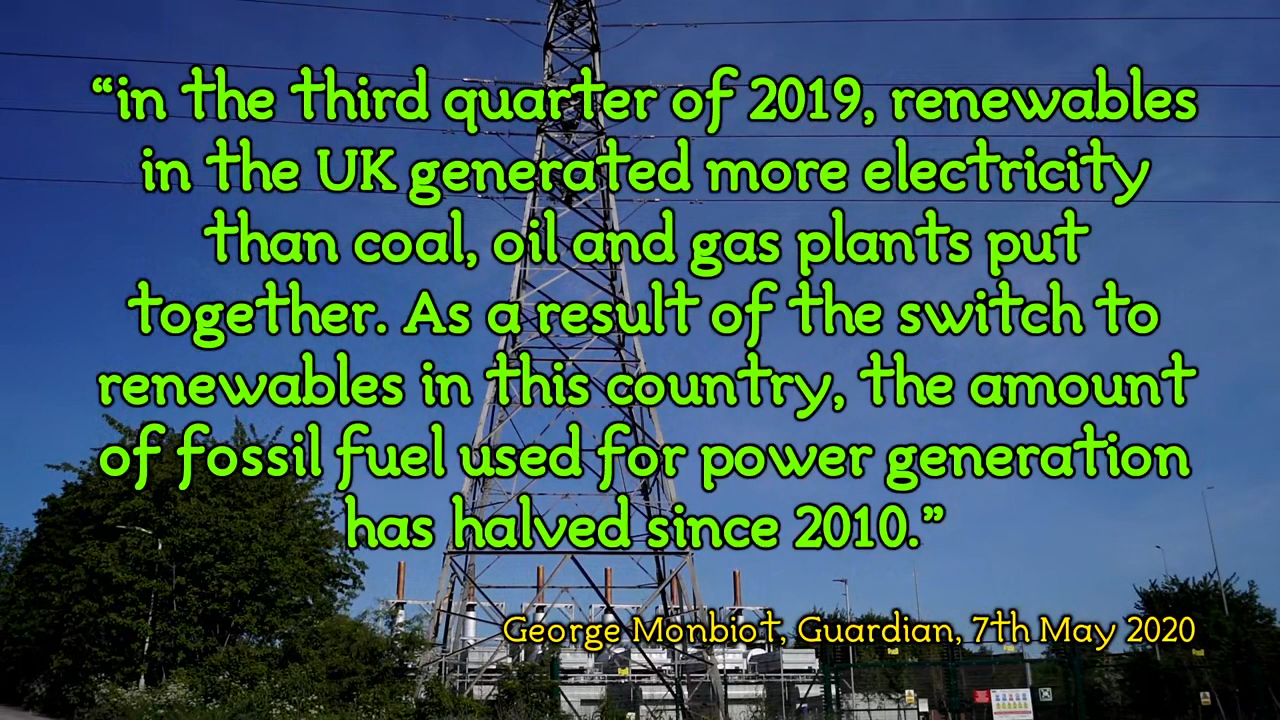 “in the third quarter of 2019, renewables
in the UK generated more electricity
than coal, oil and gas plants put
together. As a result of the switch to
renewables in this country, the amount
of fossil fuel used for power generation
has halved since 2010.”
George Monbiot, Guardian, 7th May 2020